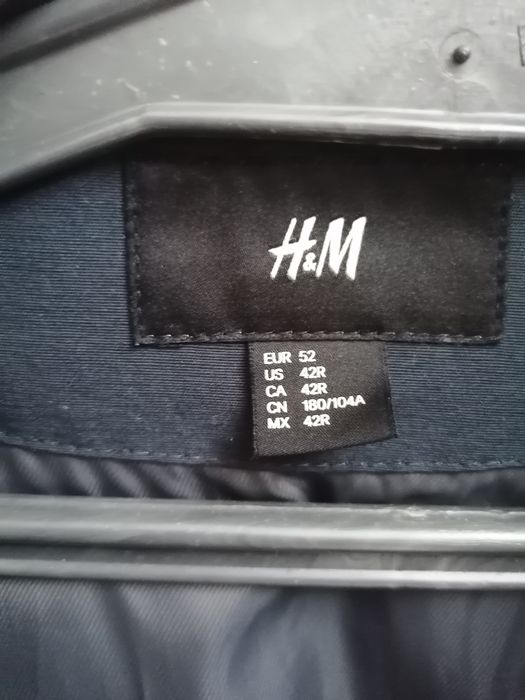 H&M
EUR 52
US 42R
CA 42R
CN 180/104A
MX 42R